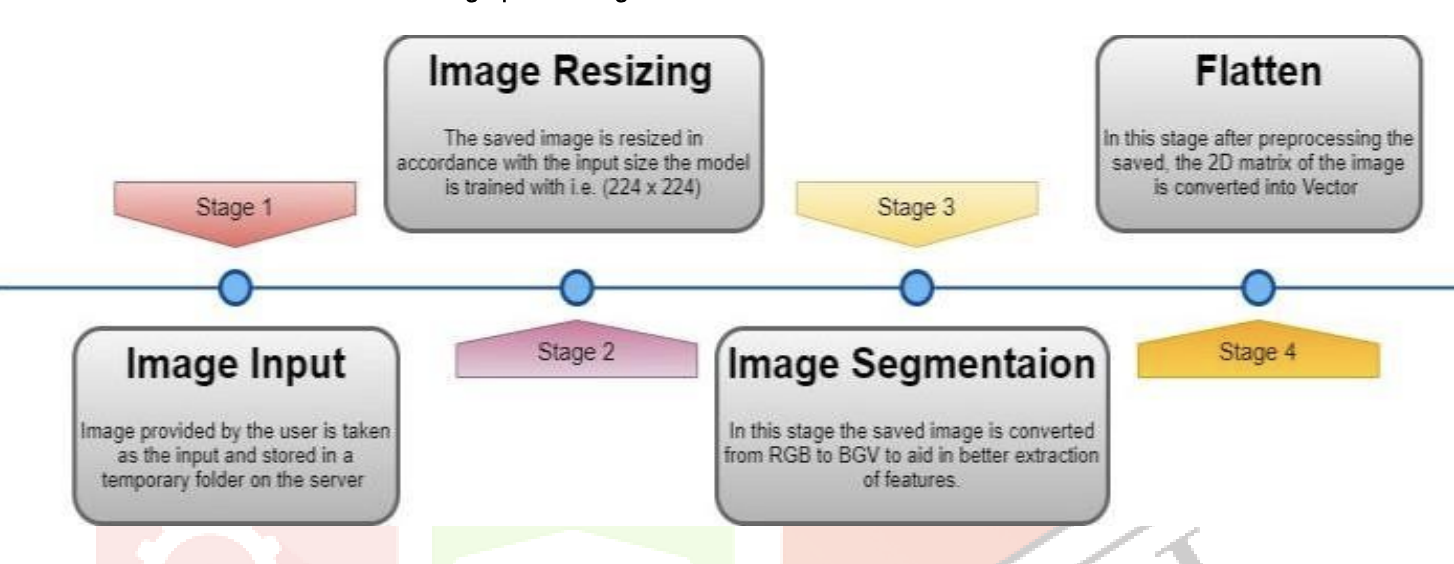 Image Resizing
The saved image is resized in
accordance with the input size the model
is trained with i.e. (224 x 224)
Flatten
In this stage after preprocessing the
saved, the 2D matrix of the image
is converted into Vector
Stage 1
Stage 3
Image Input
Image provided by the user is taken
as the input and stored in a
temporary folder on the server
Stage 2
Image Segmentaion
In this stage the saved image is converted
from RGB to BGV to aid in better extraction
of features.
Stage 4